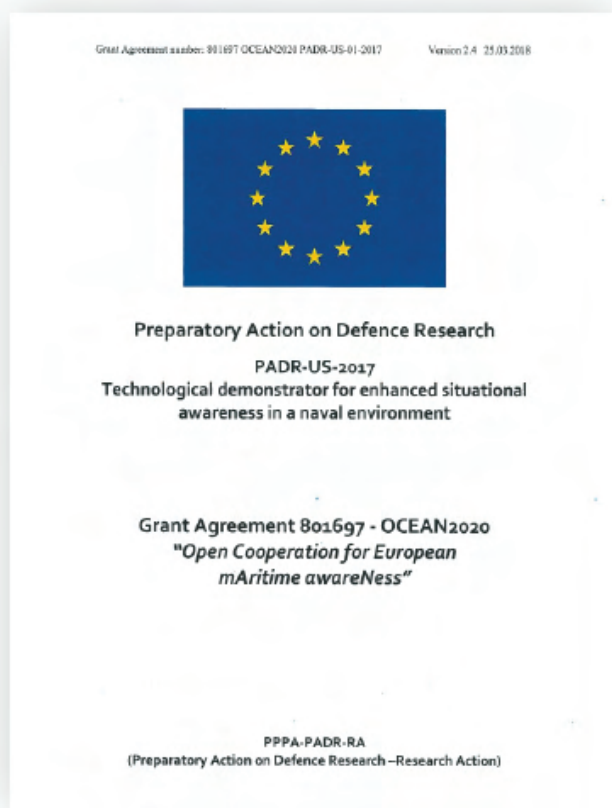 Grant Agreement number: 801697 OCEAN2020 PADR-US-01-2017 Version 2.4 25.03.2018
Preparatory Action on Defence Research
PADR-US-2017
Technological demonstrator for enhanced situational
awareness in a naval environment
Grant Agreement 801697 - OCEAN2020
"Open Cooperation for European
mAritime awareNess"
PPPA-PADR-RA
(Preparatory Action on Defence Research –Research Action)